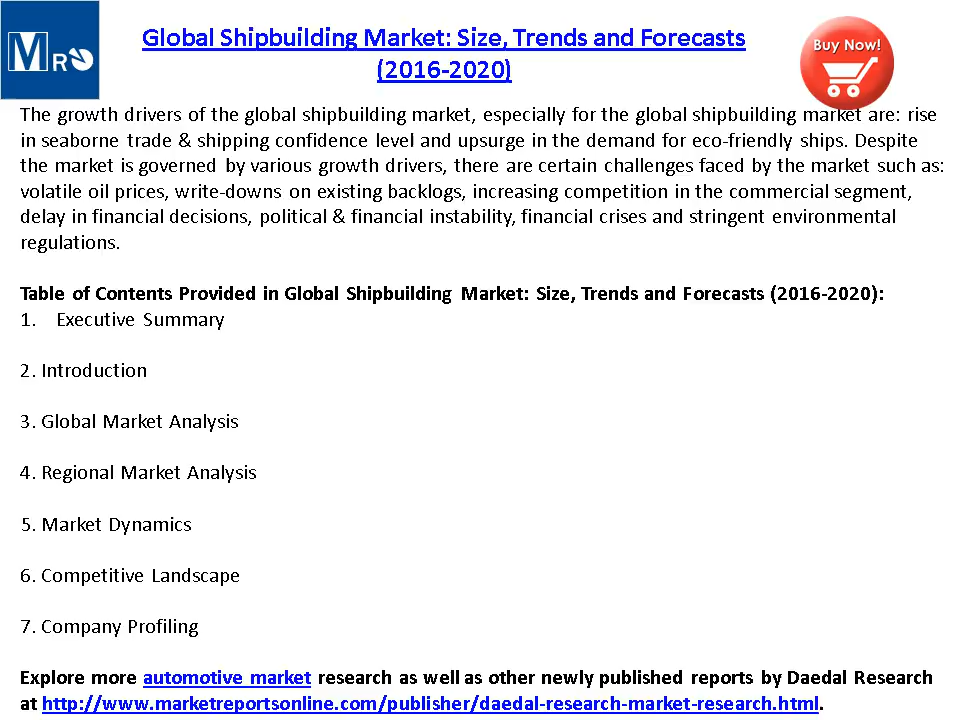 MR
Global Shipbuilding Market: Size, Trends and Forecasts
(2016-2020)
Buy Now!
The growth drivers of the global shipbuilding market, especially for the global shipbuilding market are: rise
in seaborne trade & shipping confidence level and upsurge in the demand for eco-friendly ships. Despite
the market is governed by various growth drivers, there are certain challenges faced by the market such as:
volatile oil prices, write-downs on existing backlogs, increasing competition in the commercial segment,
delay in financial decisions, political & financial instability, financial crises and stringent environmental
regulations.
Table of Contents Provided in Global Shipbuilding Market: Size, Trends and Forecasts (2016-2020):
1. Executive Summary
2. Introduction
3. Global Market Analysis
4. Regional Market Analysis
5. Market Dynamics
6. Competitive Landscape
7. Company Profiling
Explore more automotive market research as well as other newly published reports by Daedal Research
at http://www.marketreportsonline.com/publisher/daedal-research-market-research.html.